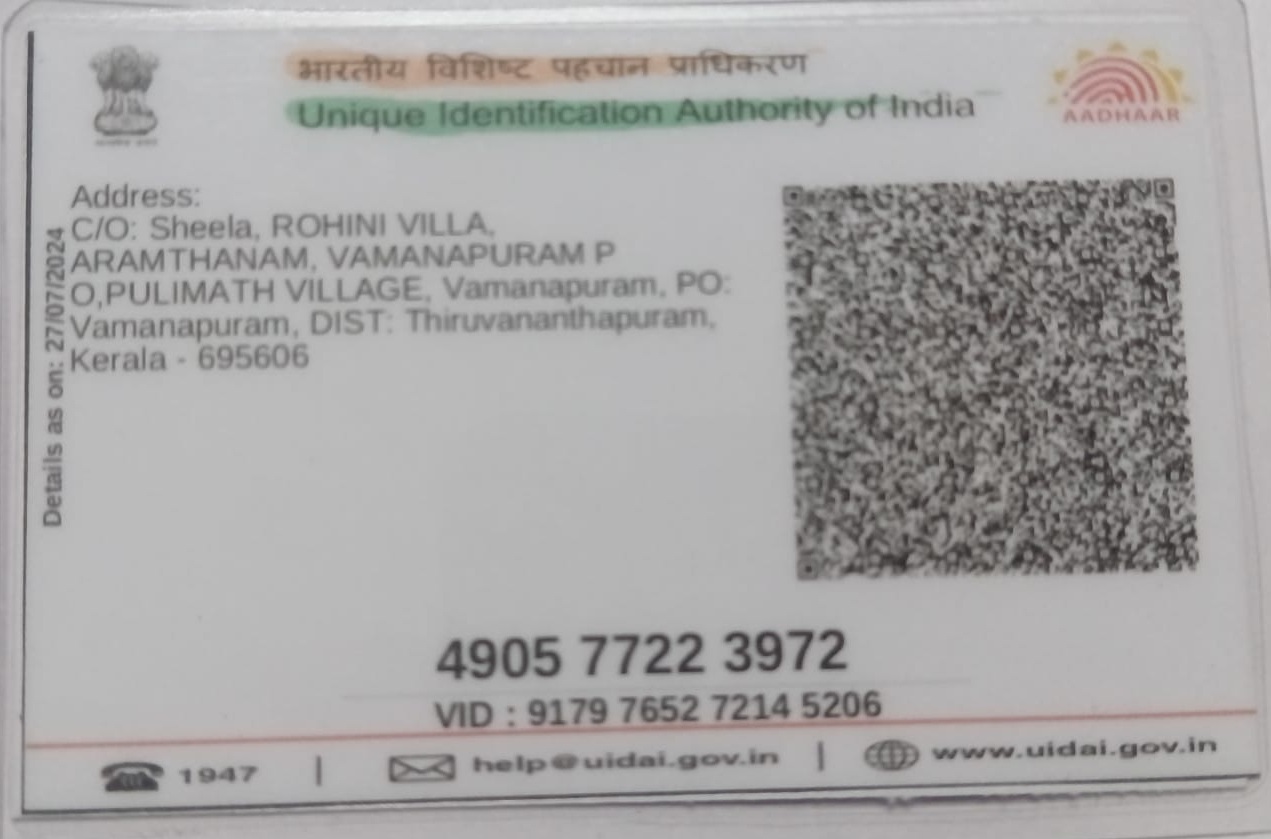 भारतीय विशिष्ट पहचान प्राधिकरण
Unique Identification Authority of India
AADHAAR
Address:
C/O: Sheela, ROHINI VILLA,
ARAMTHANAM, VAMANAPURAM P
O,PULIMATH VILLAGE, Vamanapuram, PO:
Vamanapuram, DIST: Thiruvananthapuram,
Kerala - 695606
Details as on: 27/07/2024
4905 7722 3972
VID : 9179 7652 7214 5206
1947 | help@uidai.gov.in | www.uidai.gov.in